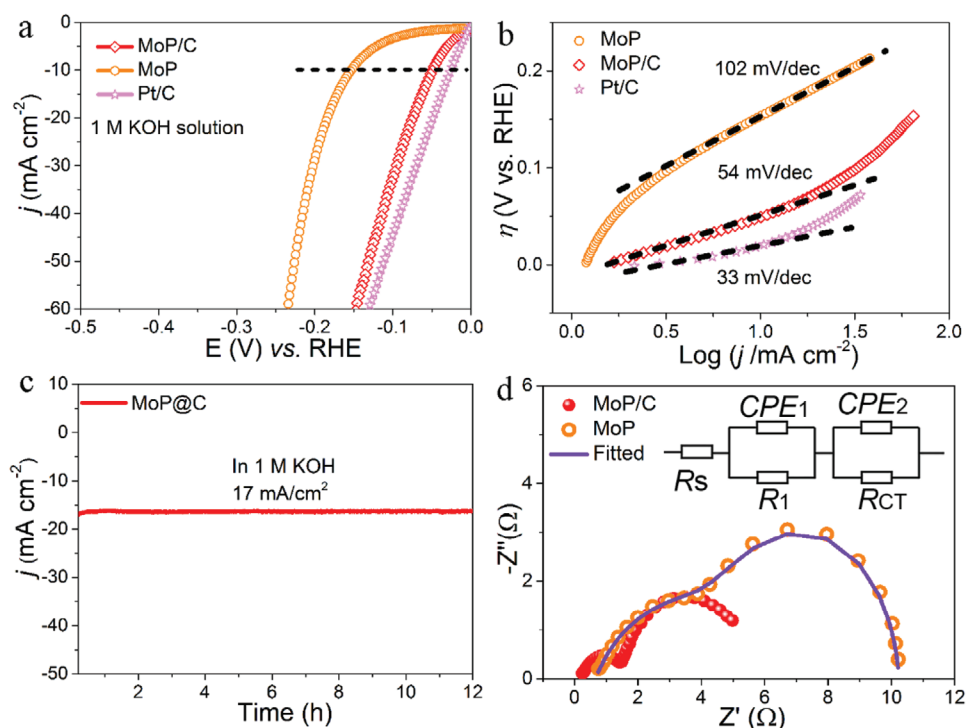 a
0
-10
-20
-30
-40
-50
-60
j (mA cm-2)
MoP/C
MoP
Pt/C
1 M KOH solution
-0.5 -0.4 -0.3 -0.2 -0.1 0.0
E (V) vs. RHE
b
0.2
0.1
0.0
η (V vs. RHE)
MoP
MoP/C
Pt/C
102 mV/dec
54 mV/dec
33 mV/dec
0.0 0.5 1.0 1.5 2.0
Log (j /mA cm-2)
c
10
0
-10
-20
-30
-40
-50
j (mA cm-2)
MoP@C
In 1 M KOH
17 mA/cm2
2 4 6 8 10 12
Time (h)
d
6
4
2
0
-Z"(Ω)
MoP/C
MoP
Fitted
CPE1 CPE2
Rs
R1 RCT
0 2 4 6 8 10 12
Z' (Ω)